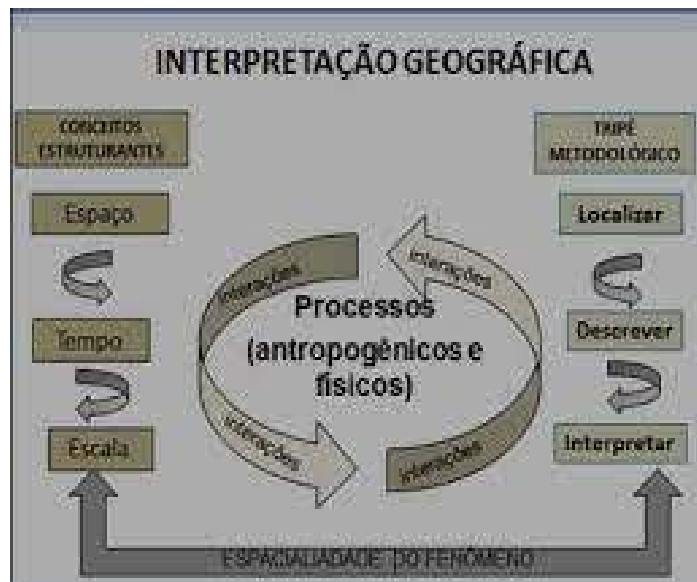 INTERPRETAÇÃO GEOGRÁFICA
CONCEITOS
ESTRUTURANTES
Espaço
Tempo
Escala
interações
interações
Processos
(antropogênicos e
físicos)
interações
interações
TRIPÉ
METODOLÓGICO
Localizar
Descrever
Interpretar
ESPACIALIADADE DO FENÔMENO